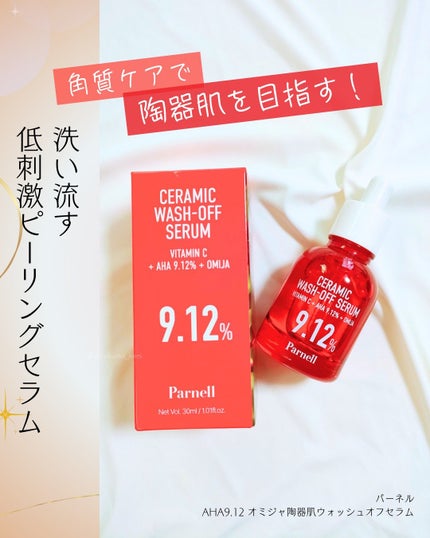 角質ケアで
陶器肌を目指す！
洗い流す
低刺激ピーリングセラム
CERAMIC
WASH-OFF
SERUM
VITAMIN C
+ AHA 9.12% + OMIJA
9.12%
Parnell
Net Vol. 30ml / 1.01fl.oz.
CERAMIC
WASH-OFF SERUM
VITAMIN C + AHA 9.12% + OMIJA
9.12%
Parnell
パーネル
AHA9.12 オミジャ陶器肌ウォッシュオフセラム